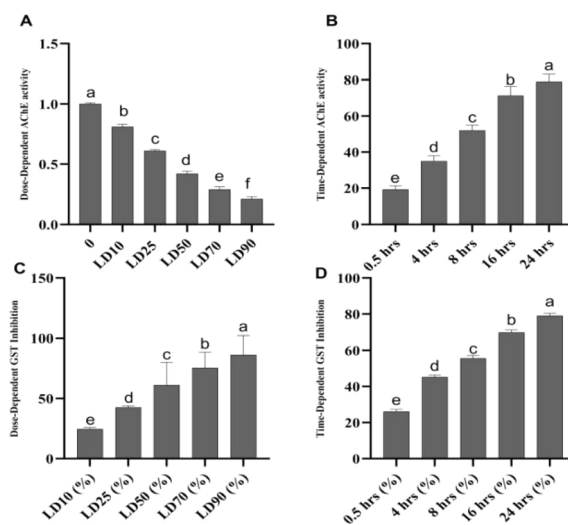 A
Dose-Dependent AChE activity
1.5
1.0
0.5
0.0
a
b
c
d
e
f
0
LD10
LD25
LD50
LD70
LD90
B
Time-Dependent AChE activity
100
80
60
40
20
0
e
d
c
b
a
0.5 hrs
4 hrs
8 hrs
16 hrs
24 hrs
C
Dose-Dependent GST Inhibition
150
100
50
0
e
d
c
b
a
LD10 (%)
LD25 (%)
LD50 (%)
LD70 (%)
LD90 (%)
D
Time-Dependent GST Inhibition
100
80
60
40
20
0
e
d
c
b
a
0.5 hrs (%)
4 hrs (%)
8 hrs (%)
16 hrs (%)
24 hrs (%)